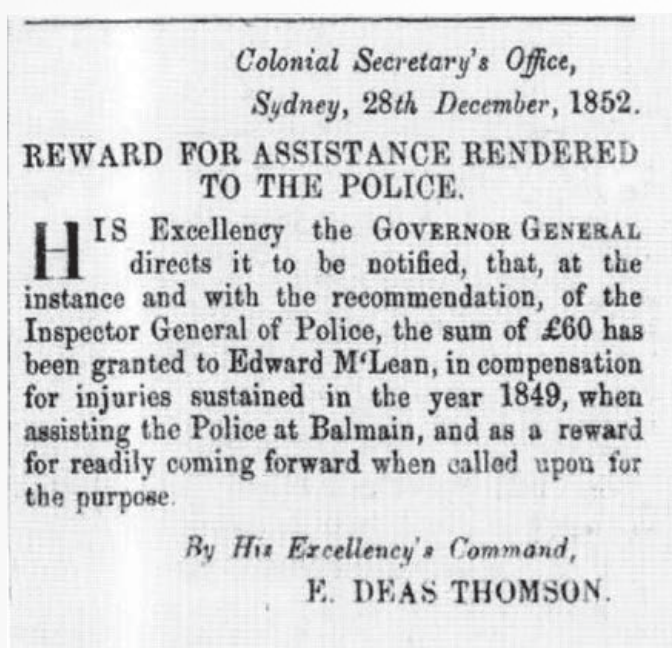 Colonial Secretary's Office,
Sydney, 28th December, 1852.
REWARD FOR ASSISTANCE RENDERED
TO THE POLICE.
HIS Excellency the GOVERNOR GENERAL
directs it to be notified, that, at the
instance and with the recommendation, of the
Inspector General of Police, the sum of £60 has
been granted to Edward M'Lean, in compensation
for injuries sustained in the year 1849, when
assisting the Police at Balmain, and as a reward
for readily coming forward when called upon for
the purpose.
By His Excellency's Command,
E. DEAS THOMSON.